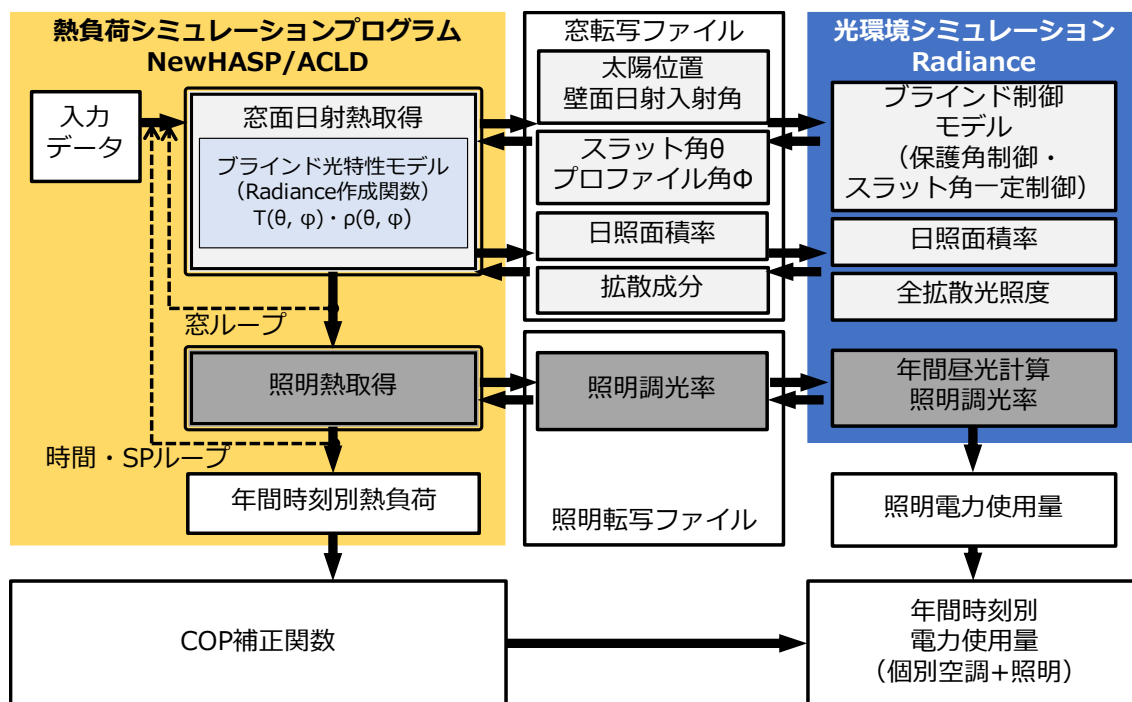 熱負荷シミュレーションプログラム
NewHASP/ACLD
入力
データ
窓面日射熱取得
ブラインド光特性モデル
（Radiance作成関数）
T(θ, φ)・ρ(θ, φ)
窓ループ
照明熱取得
時間・SPループ
年間時刻別熱負荷
COP補正関数
窓転写ファイル
太陽位置
壁面日射入射角
スラット角θ
プロファイル角Φ
日照面積率
拡散成分
照明調光率
照明転写ファイル
光環境シミュレーション
Radiance
ブラインド制御
モデル
（保護角制御・
スラット角一定制御）
日照面積率
全拡散光照度
年間昼光計算
照明調光率
照明電力使用量
年間時刻別
電力使用量
（個別空調+照明）